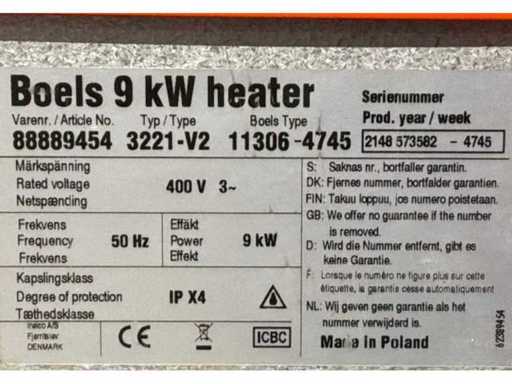 Boels 9 kW heater
Varenr. / Article No. Typ / Type Boels Type
88889454 3221-V2 11306-4745
Serienummer
Prod. year / week
2148 573582 - 4745
Märkspänning
Rated voltage 400 V 3~
Netspænding
Frekvens
Frequency 50 Hz
Frekvens
Effäkt
Power 9 kW
Effekt
Kapslingsklass
Degree of protection IP X4
Tæthedsklasse
Fjerritslev
DENMARK
CE
ICBC
S: Saknas nr., bortfaller garantin.
DK: Fjernes nummer, bortfalder garantien.
FIN: Takuu loppuu, jos numero poistetaan.
GB: We offer no guarantee if the number
is removed.
D: Wird die Nummer entfernt, gibt es
keine Garantie.
F: Lorsque le numéro ne figure plus sur cette
étiquette, la garantie cesse automatiquement
NL: Wij geven geen garantie als het
nummer verwijderd is.
Made in Poland
62389454